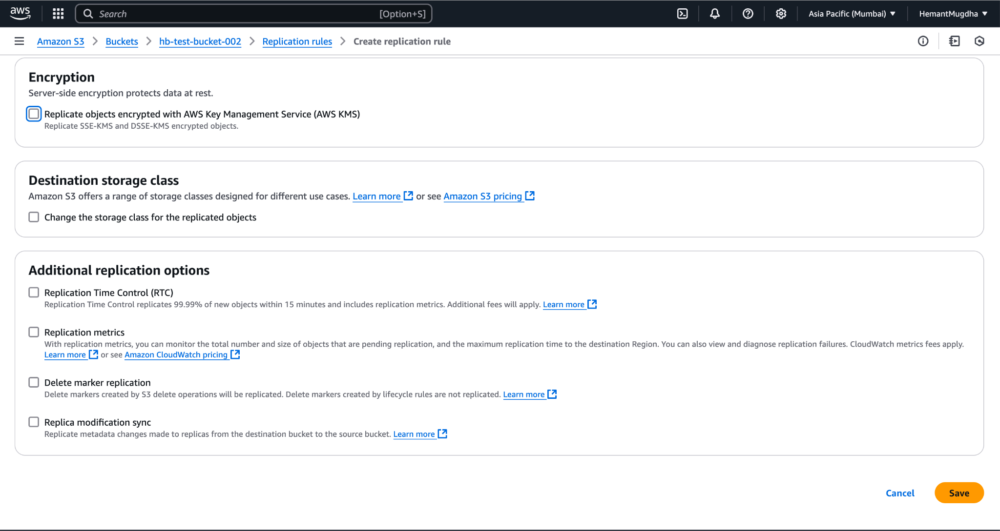 aws
Search [Option+S]
Asia Pacific (Mumbai) ▼
HemantMugdha ▼
Amazon S3 > Buckets > hb-test-bucket-002 > Replication rules > Create replication rule
Encryption
Server-side encryption protects data at rest.
Replicate objects encrypted with AWS Key Management Service (AWS KMS)
Replicate SSE-KMS and DSSE-KMS encrypted objects.
Destination storage class
Amazon S3 offers a range of storage classes designed for different use cases. Learn more or see Amazon S3 pricing
Change the storage class for the replicated objects
Additional replication options
Replication Time Control (RTC)
Replication Time Control replicates 99.99% of new objects within 15 minutes and includes replication metrics. Additional fees will apply. Learn more
Replication metrics
With replication metrics, you can monitor the total number and size of objects that are pending replication, and the maximum replication time to the destination Region. You can also view and diagnose replication failures. CloudWatch metrics fees apply.
Learn more or see Amazon CloudWatch pricing
Delete marker replication
Delete markers created by S3 delete operations will be replicated. Delete markers created by lifecycle rules are not replicated. Learn more
Replica modification sync
Replicate metadata changes made to replicas from the destination bucket to the source bucket. Learn more
Cancel
Save